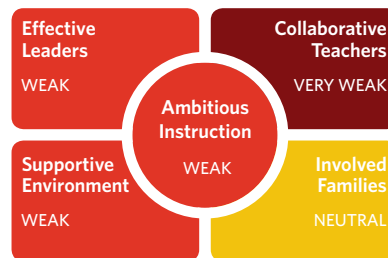 Effective
Leaders
WEAK
Collaborative
Teachers
VERY WEAK
Ambitious
Instruction
WEAK
Supportive
Environment
WEAK
Involved
Families
NEUTRAL